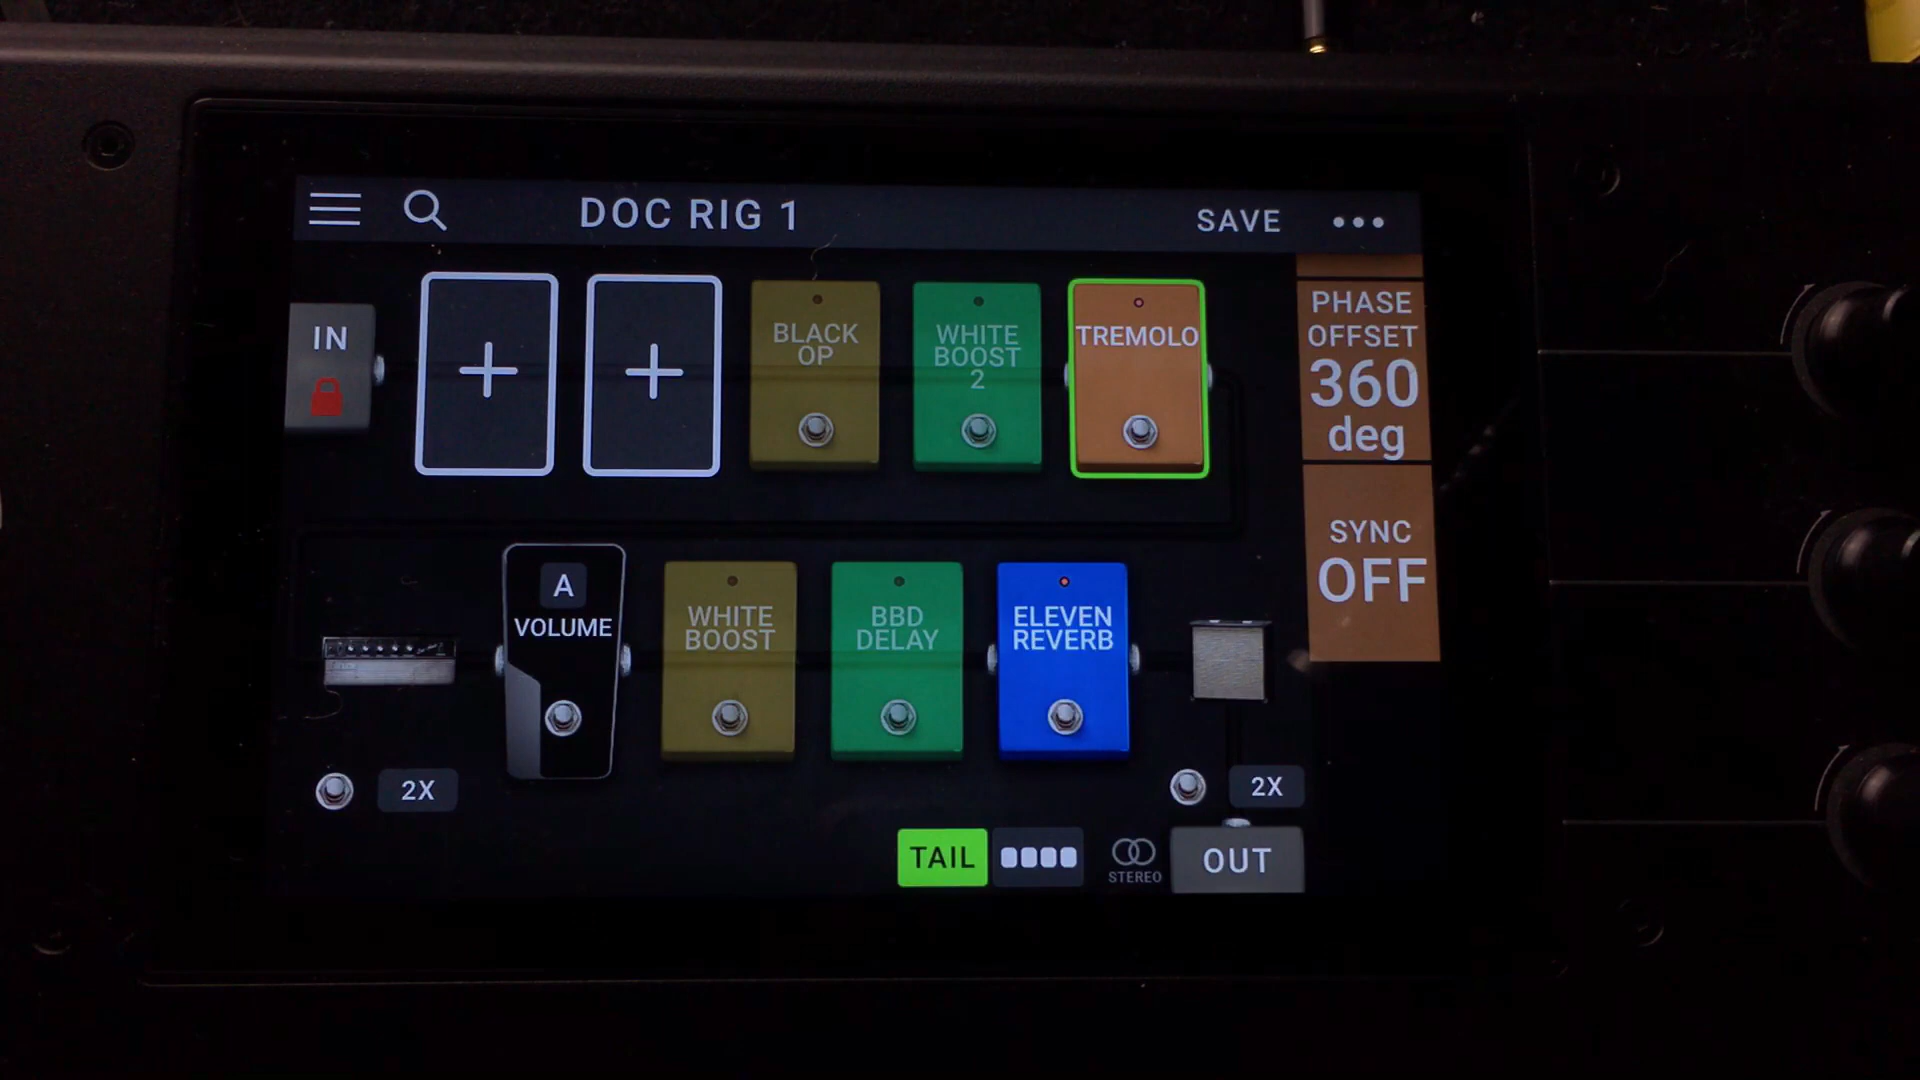 DOC RIG 1
SAVE
IN
BLACK
OP
WHITE
BOOST
2
TREMOLO
PHASE
OFFSET
360
deg
SYNC
OFF
A
VOLUME
WHITE
BOOST
BBD
DELAY
ELEVEN
REVERB
2X
2X
TAIL
STEREO
OUT